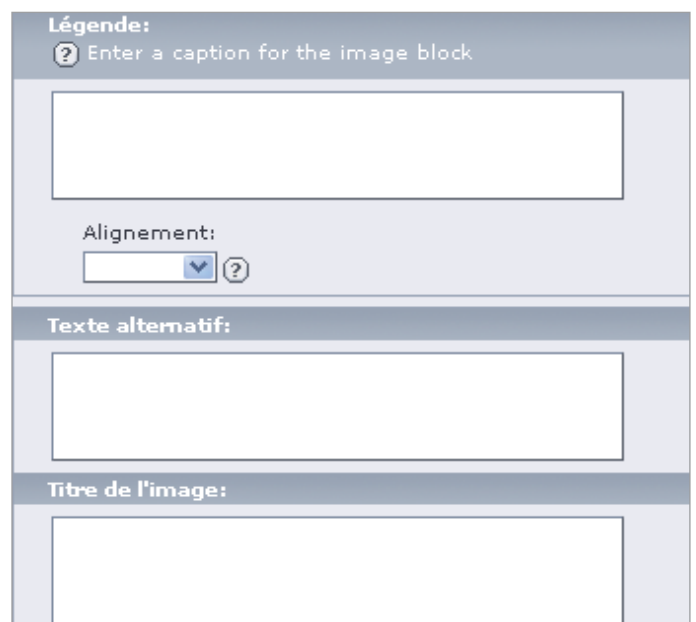 Légende:
? Enter a caption for the image block
Alignement:
?
Texte alternatif:
Titre de l'image: